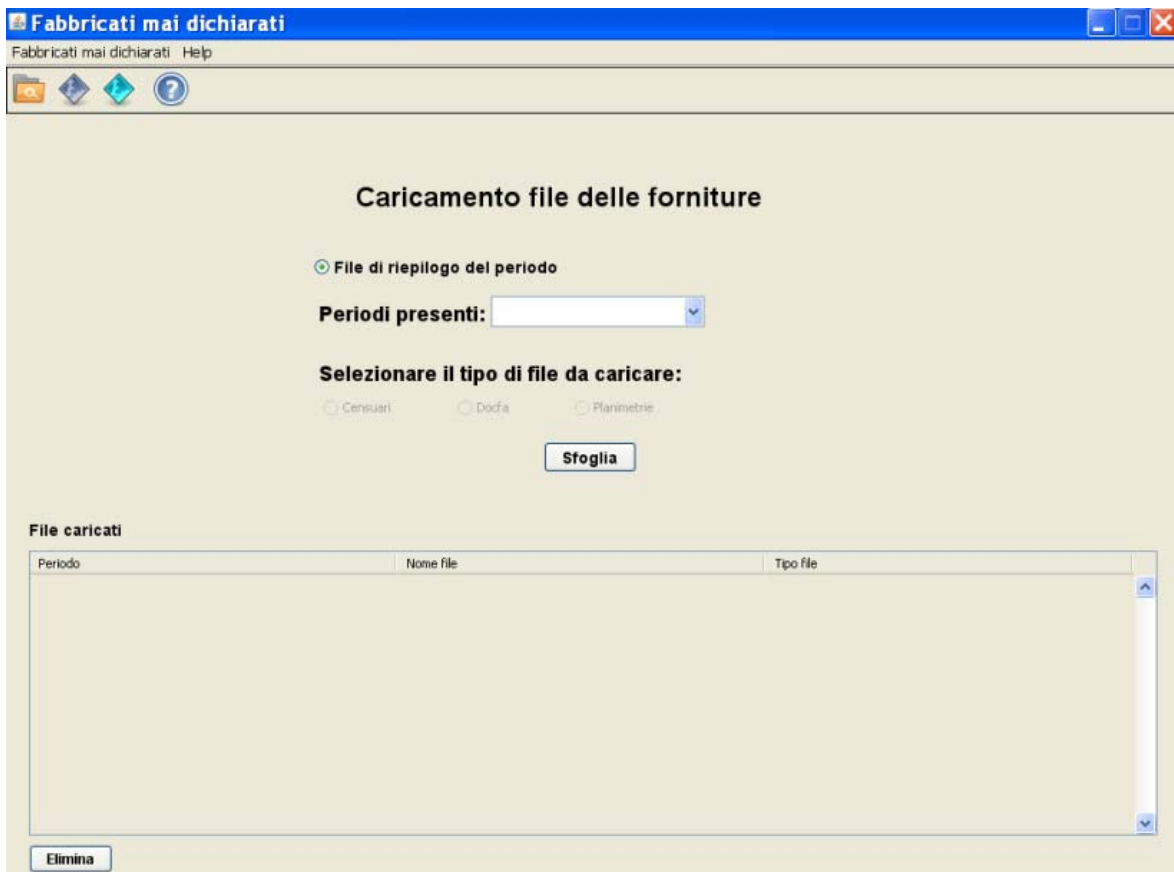 Fabbricati mai dichiarati
Fabbricati mai dichiarati Help
Caricamento file delle forniture
File di riepilogo del periodo
Periodi presenti:
Selezionare il tipo di file da caricare:
Censuari Docfa Planimetrie
Sfoglia
File caricati
Periodo Nome file Tipo file
Elimina